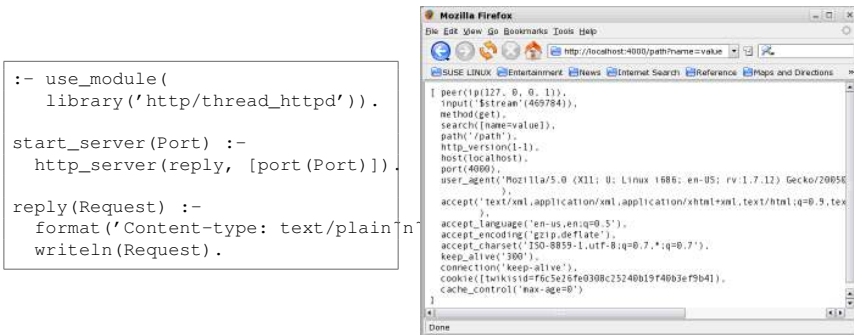 :- use_module(
library('http/thread_httpd')).
start_server(Port) :-
http_server(reply, [port(Port)]).
reply(Request) :-
format('Content-type: text/plain~n~
writeln(Request).
Mozilla Firefox
File Edit View Go Bookmarks Tools Help
http://localhost:4000/path?name=value
SUSE LINUX Entertainment News Internet Search Reference Maps and Directions
[ peer(ip(127, 0, 0, 1)),
input('$stream'(469784)),
method(get),
search([name=value]),
path('/path'),
http_version(1-1),
host(localhost),
port(4000),
user_agent('Mozilla/5.0 (X11; U; Linux i686; en-US; rv:1.7.12) Gecko/20050
),
accept('text/xml,application/xml,application/xhtml+xml,text/html;q=0.9,tex
),
accept_language('en-us,en;q=0.5'),
accept_encoding('gzip,deflate'),
accept_charset('ISO-8859-1,utf-8;q=0.7,*;q=0.7'),
keep_alive('300'),
connection('keep-alive'),
cookie([twikisid=f6c5e26fe0308c25240b19f40b3ef9b4]),
cache_control('max-age=0')
]
Done